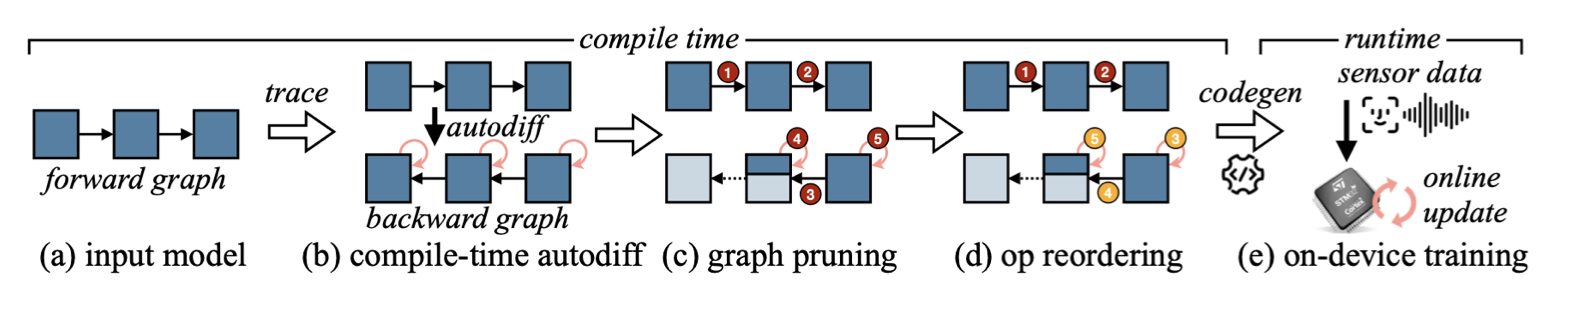 compile time
runtime
forward graph
trace
autodiff
backward graph
1
2
4
5
3
1
2
5
3
4
codegen
</>
sensor data
STM32
online
update
(a) input model
(b) compile-time autodiff
(c) graph pruning
(d) op reordering
(e) on-device training